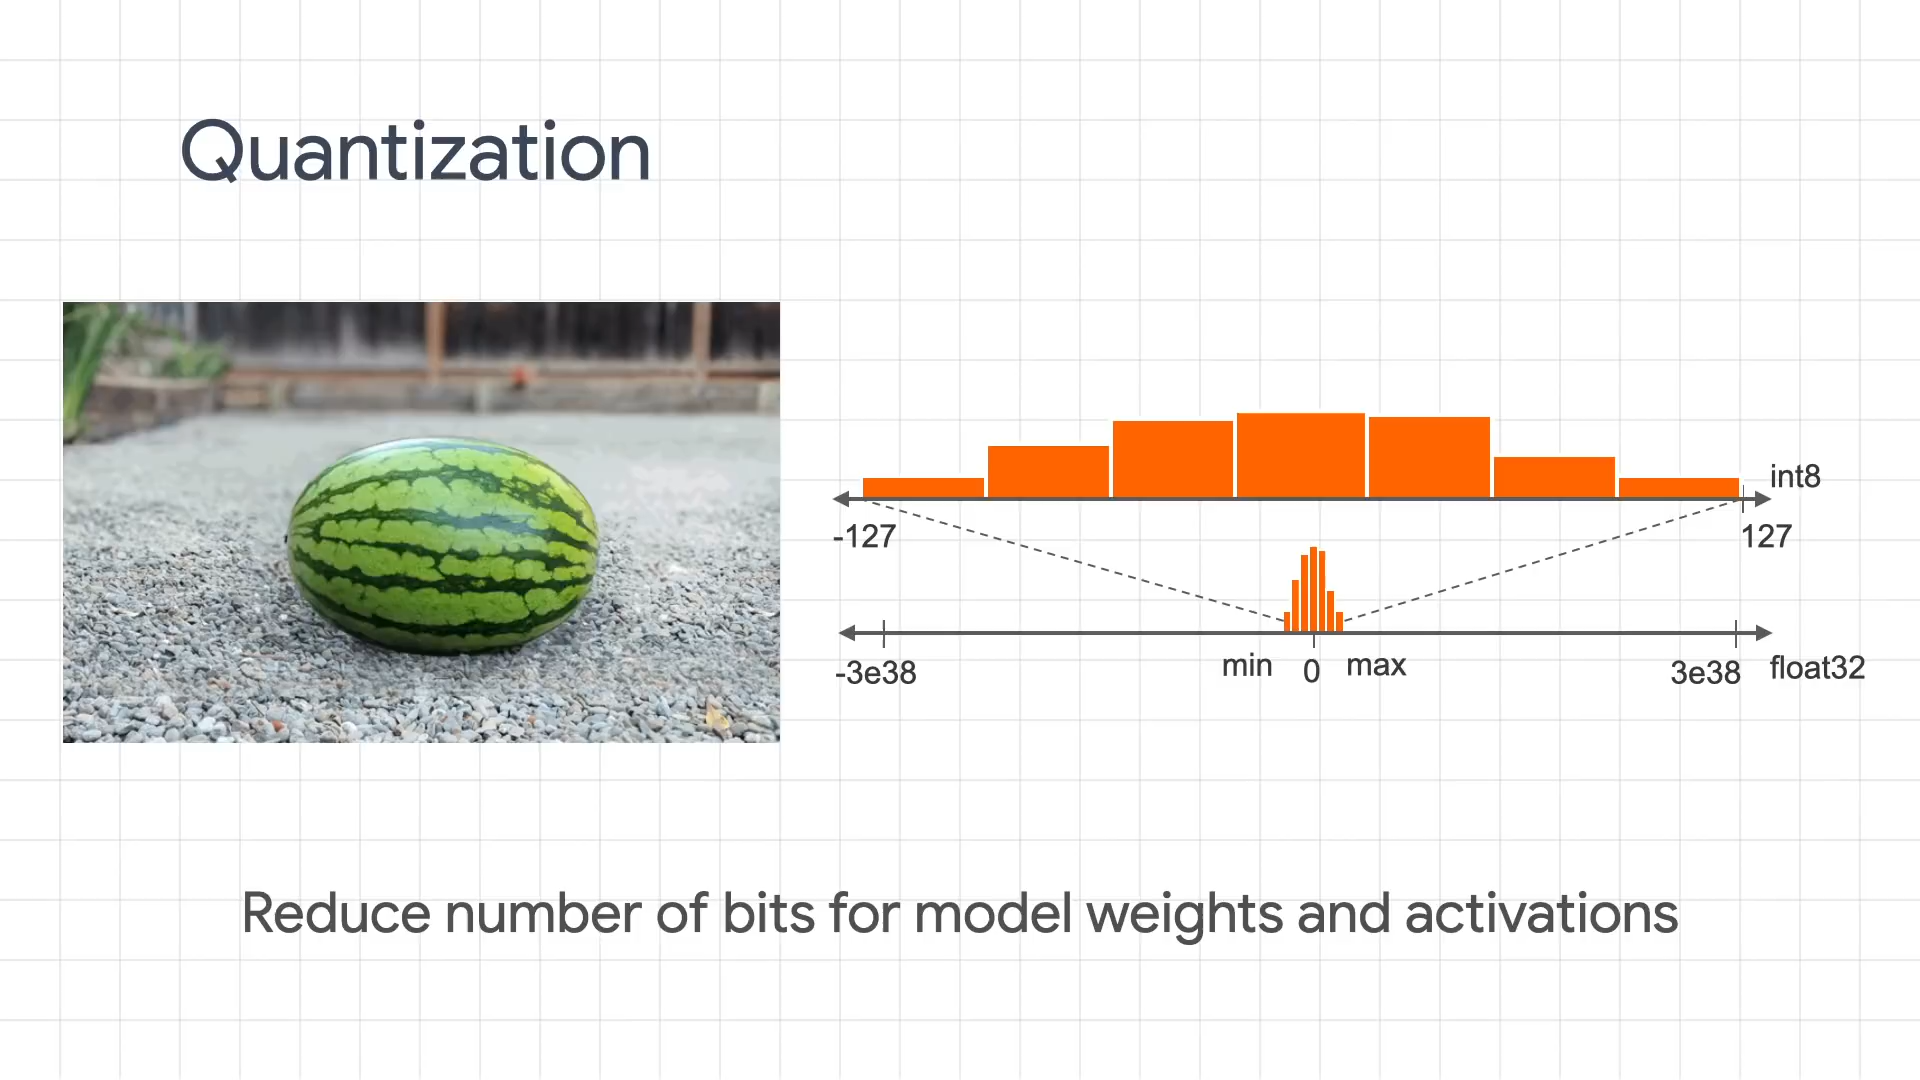 Quantization
int8
-127
127
min
0
max
-3e38
3e38
float32
Reduce number of bits for model weights and activations